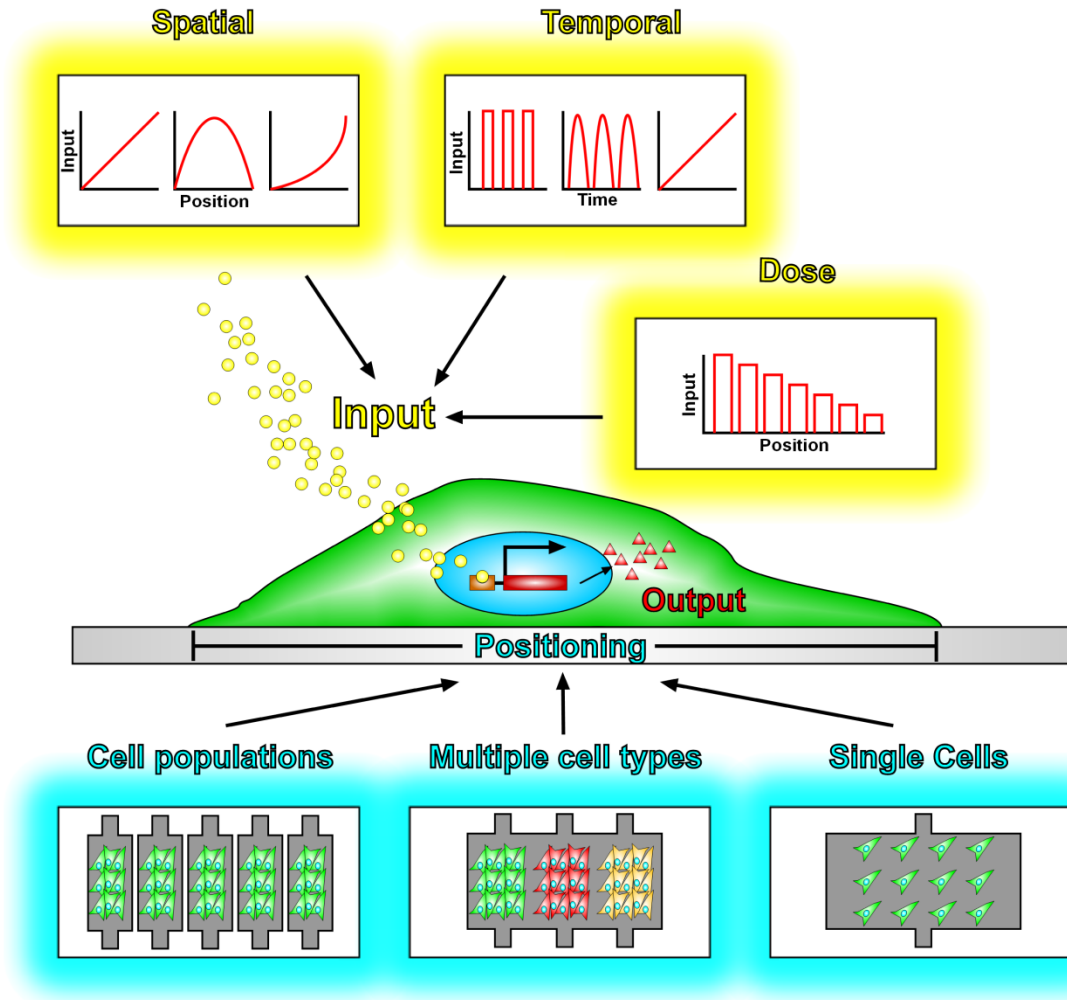 Spatial
Temporal
Input
Position
Input
Time
Dose
Input
Position
Input
Output
Positioning
Cell populations
Multiple cell types
Single Cells